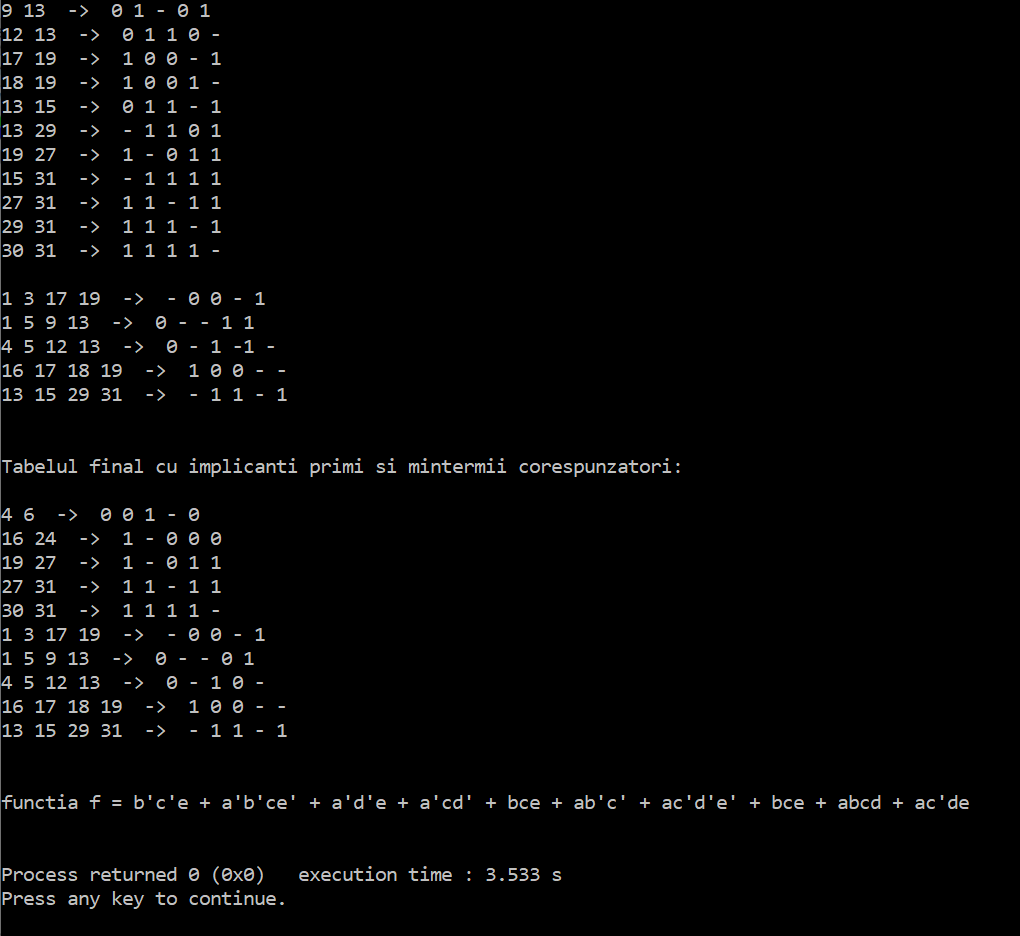 9 13  ->  0 1 - 0 1
12 13  ->  0 1 1 0 -
17 19  ->  1 0 0 - 1
18 19  ->  1 0 0 1 -
13 15  ->  0 1 1 - 1
13 29  ->  - 1 1 0 1
19 27  ->  1 - 0 1 1
15 31  ->  - 1 1 1 1
27 31  ->  1 1 - 1 1
29 31  ->  1 1 1 - 1
30 31  ->  1 1 1 1 -
1 3 17 19  ->  - 0 0 - 1
1 5 9 13  ->  0 - - 1 1
4 5 12 13  ->  0 - 1 -1 -
16 17 18 19  ->  1 0 0 - -
13 15 29 31  ->  - 1 1 - 1
Tabelul final cu implicanti primi si mintermii corespunzatori:
4 6  ->  0 0 1 - 0
16 24  ->  1 - 0 0 0
19 27  ->  1 - 0 1 1
27 31  ->  1 1 - 1 1
30 31  ->  1 1 1 1 -
1 3 17 19  ->  - 0 0 - 1
1 5 9 13  ->  0 - - 0 1
4 5 12 13  ->  0 - 1 0 -
16 17 18 19  ->  1 0 0 - -
13 15 29 31  ->  - 1 1 - 1
functia f = b'c'e + a'b'ce' + a'd'e + a'cd' + bce + ab'c' + ac'd'e' + bce + abcd + ac'de
Process returned 0 (0x0)   execution time : 3.533 s
Press any key to continue.